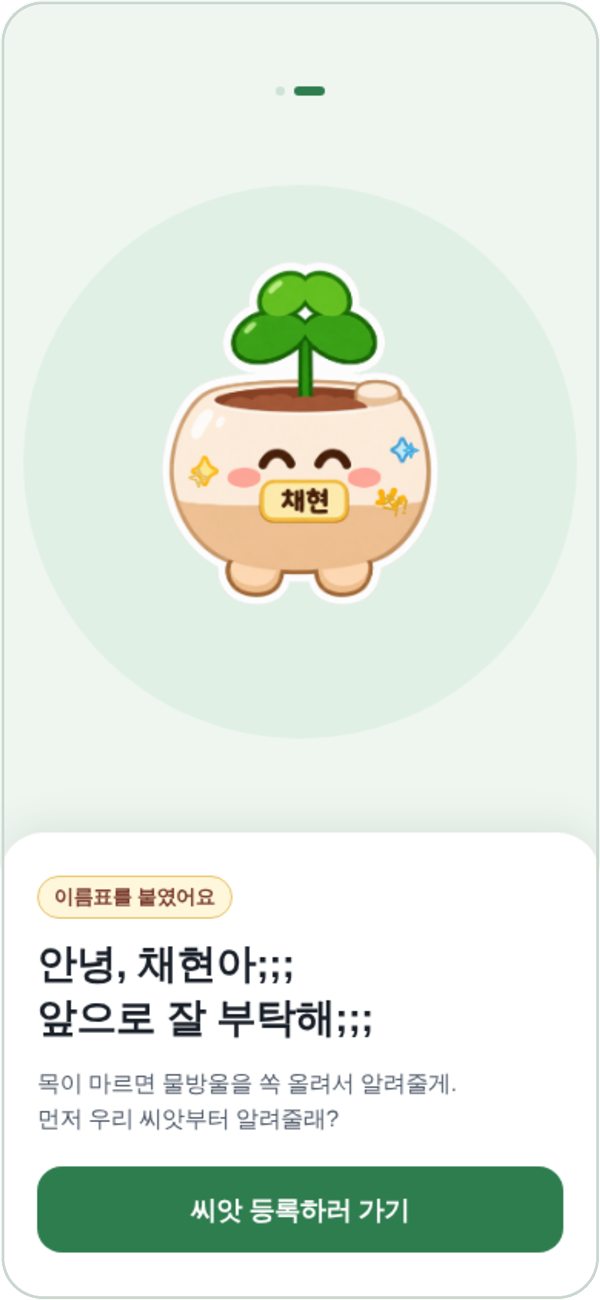 채현
이름표를 붙였어요
안녕, 채현아;;;
앞으로 잘 부탁해;;;
목이 마르면 물방울을 쏙 올려서 알려줄게.
먼저 우리 씨앗부터 알려줄래?
씨앗 등록하러 가기